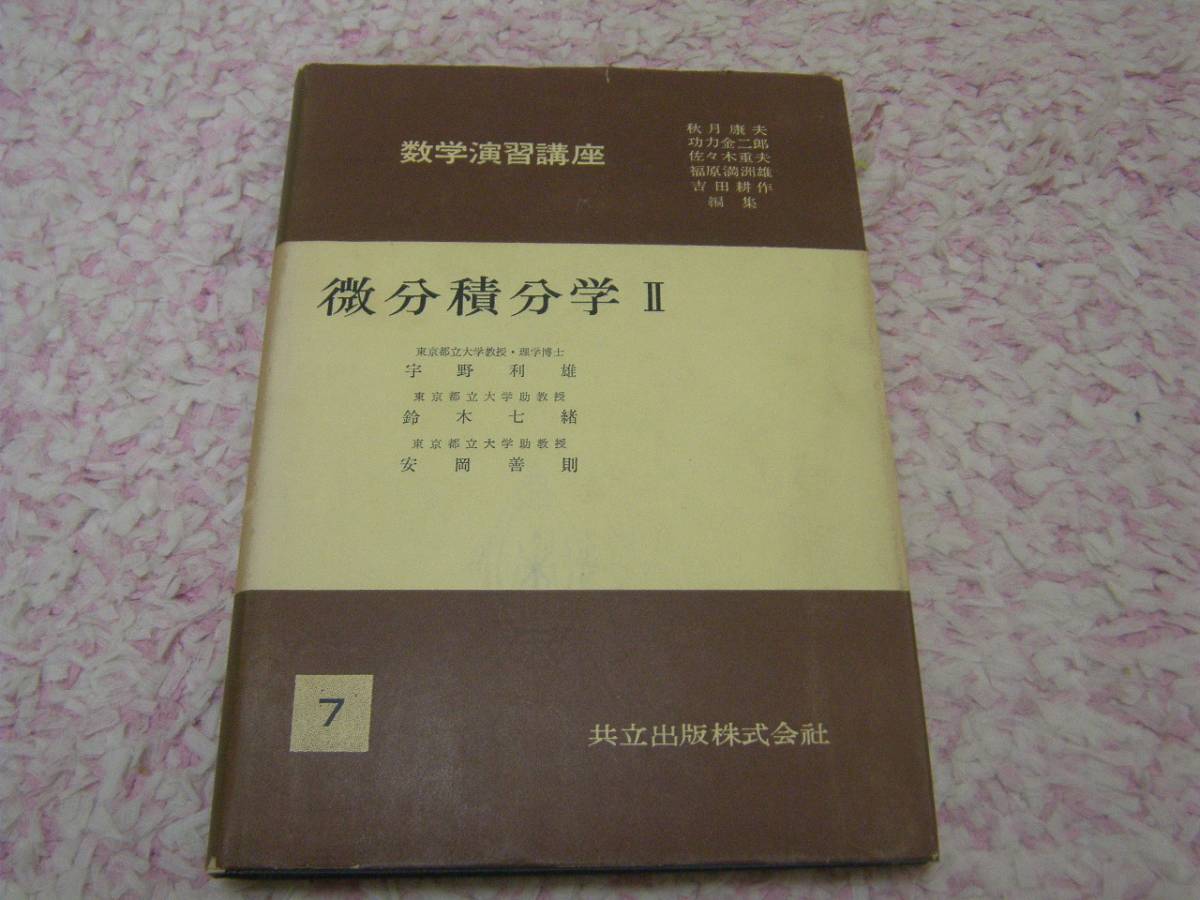 数学演習講座
秋月康夫
功力金二郎
佐々木重夫
福原満洲雄
吉田耕作
編集
微分積分学 II
東京都立大学教授・理学博士
宇野利雄
東京都立大学助教授
鈴木七緒
東京都立大学助教授
安岡善則
7
共立出版株式会社